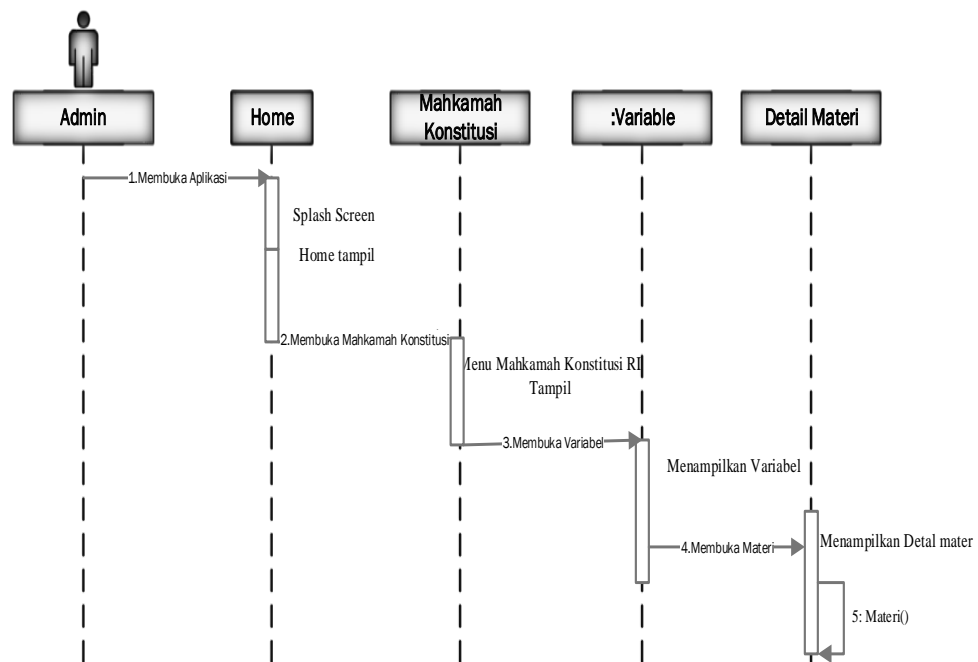 Admin
Home
Mahkamah
Konstitusi
:Variable
Detail Materi
1.Membuka Aplikasi
Splash Screen
Home tampil
2.Membuka Mahkamah Konstitusi
Menu Mahkamah Konstitusi RI
Tampil
3.Membuka Variabel
Menampilkan Variabel
4.Membuka Materi
Menampilkan Detal mater
5: Materi()